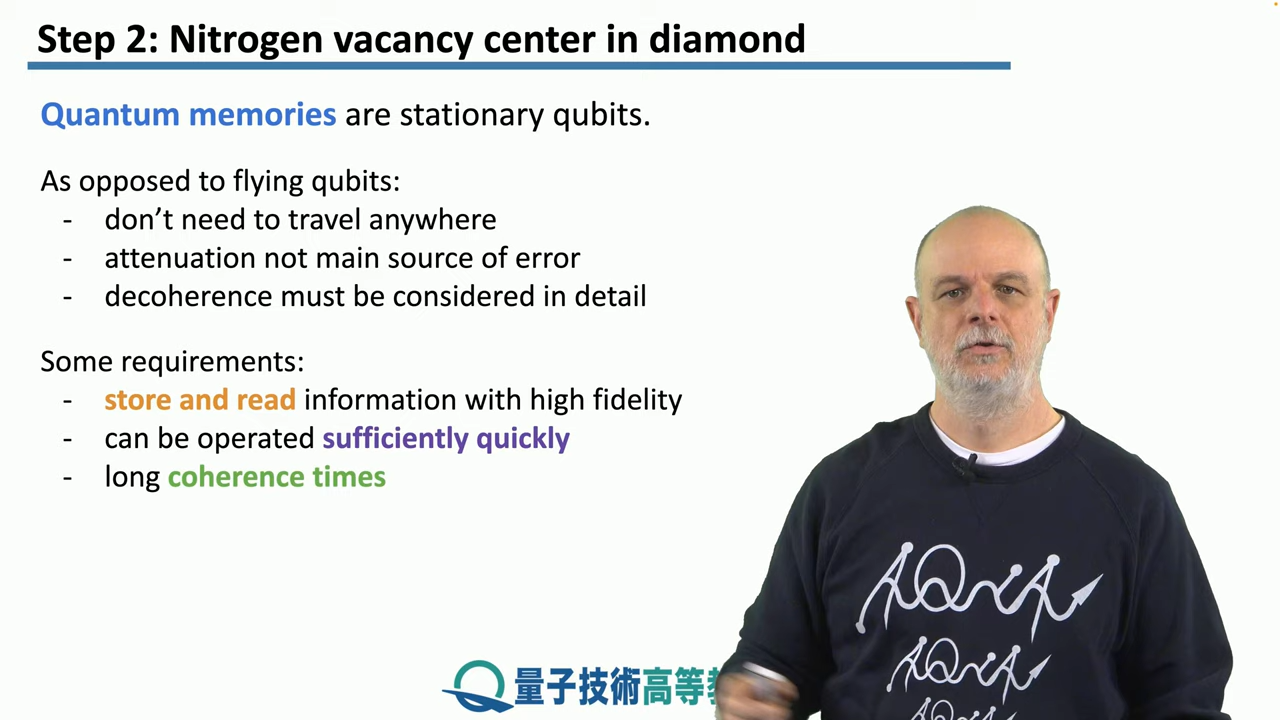 Step 2: Nitrogen vacancy center in diamond
Quantum memories are stationary qubits.
As opposed to flying qubits:
- don’t need to travel anywhere
- attenuation not main source of error
- decoherence must be considered in detail
Some requirements:
- store and read information with high fidelity
- can be operated sufficiently quickly
- long coherence times
量子技術高等